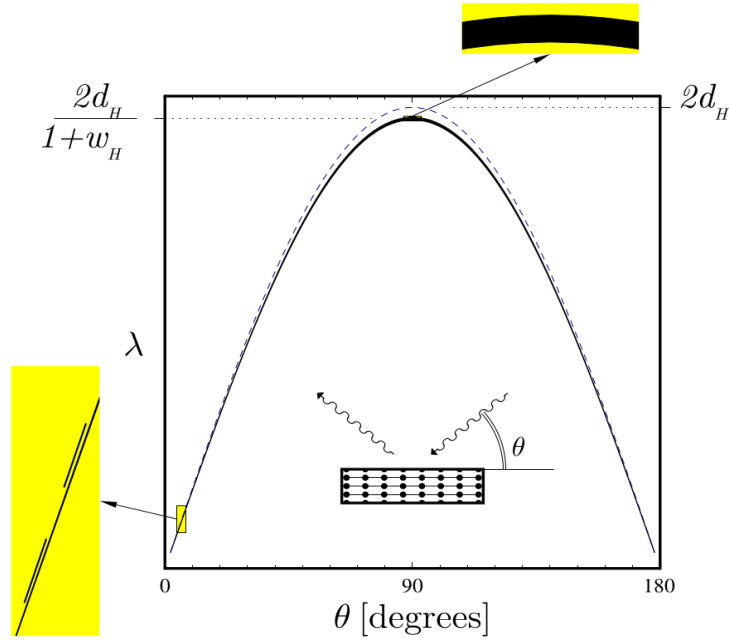 2d_H
1+w_H
2d_H
λ
θ
0
90
180
θ [degrees]